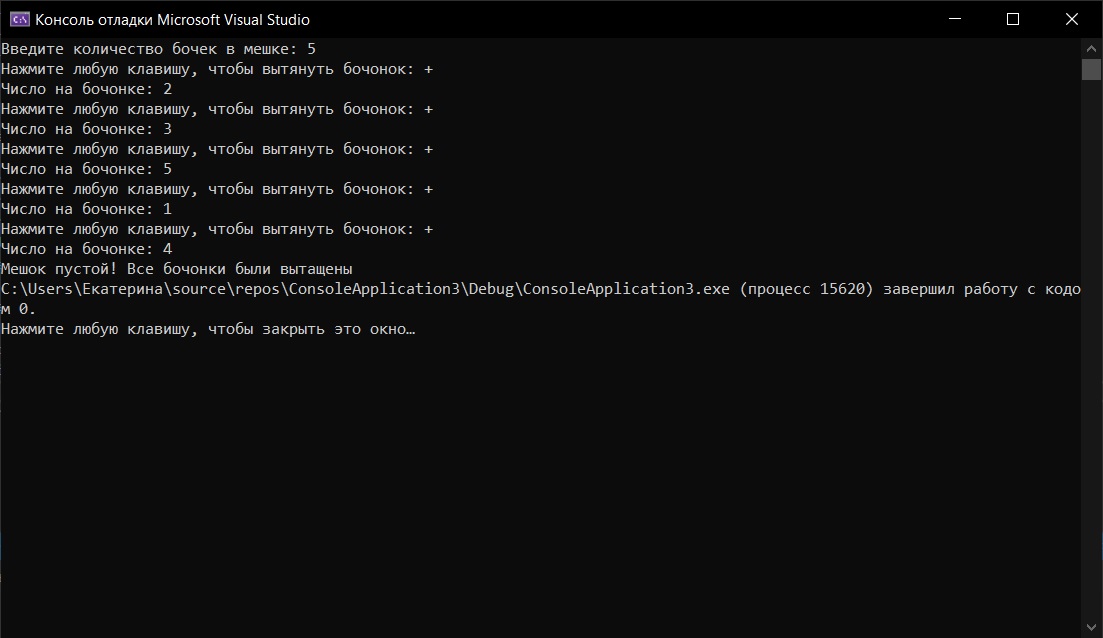 Консоль отладки Microsoft Visual Studio
Введите количество бочек в мешке: 5
Нажмите любую клавишу, чтобы вытянуть бочонок: +
Число на бочонке: 2
Нажмите любую клавишу, чтобы вытянуть бочонок: +
Число на бочонке: 3
Нажмите любую клавишу, чтобы вытянуть бочонок: +
Число на бочонке: 5
Нажмите любую клавишу, чтобы вытянуть бочонок: +
Число на бочонке: 1
Нажмите любую клавишу, чтобы вытянуть бочонок: +
Число на бочонке: 4
Мешок пустой! Все бочонки были вытащены
C:\Users\Екатерина\source\repos\ConsoleApplication3\Debug\ConsoleApplication3.exe (процесс 15620) завершил работу с кодо
м 0.
Нажмите любую клавишу, чтобы закрыть это окно…